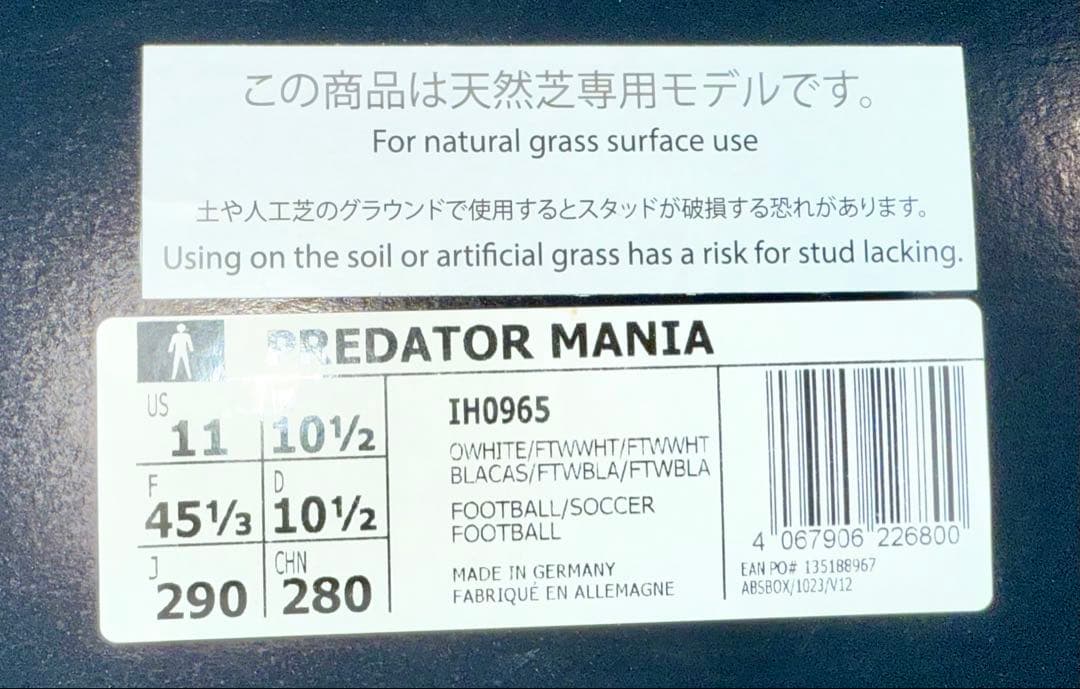 この商品は天然芝専用モデルです。
For natural grass surface use
土や人工芝のグラウンドで使用するとスタッドが破損する恐れがあります。
Using on the soil or artificial grass has a risk for stud lacking.
PREDATOR MANIA
US
11 10½
F D
45⅓ 10½
J CHN
290 280
IH0965
OWHITE/FTWWHT/FTWWHT
BLACAS/FTWBLA/FTWBLA
FOOTBALL/SOCCER
FOOTBALL
MADE IN GERMANY
FABRIQUÉ EN ALLEMAGNE
4 067906 226800
EAN PO# 135188967
ABSBOX/1023/V12